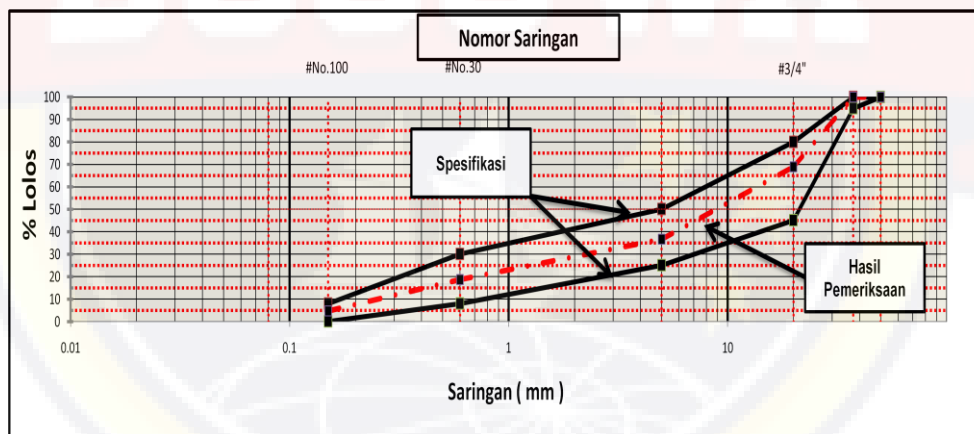 Nomor Saringan
#No.100
#No.30
#3/4"
100
90
80
70
60
50
40
30
20
10
0
% Lolos
Spesifikasi
Hasil
Pemeriksaan
0.01
0.1
1
10
Saringan ( mm )